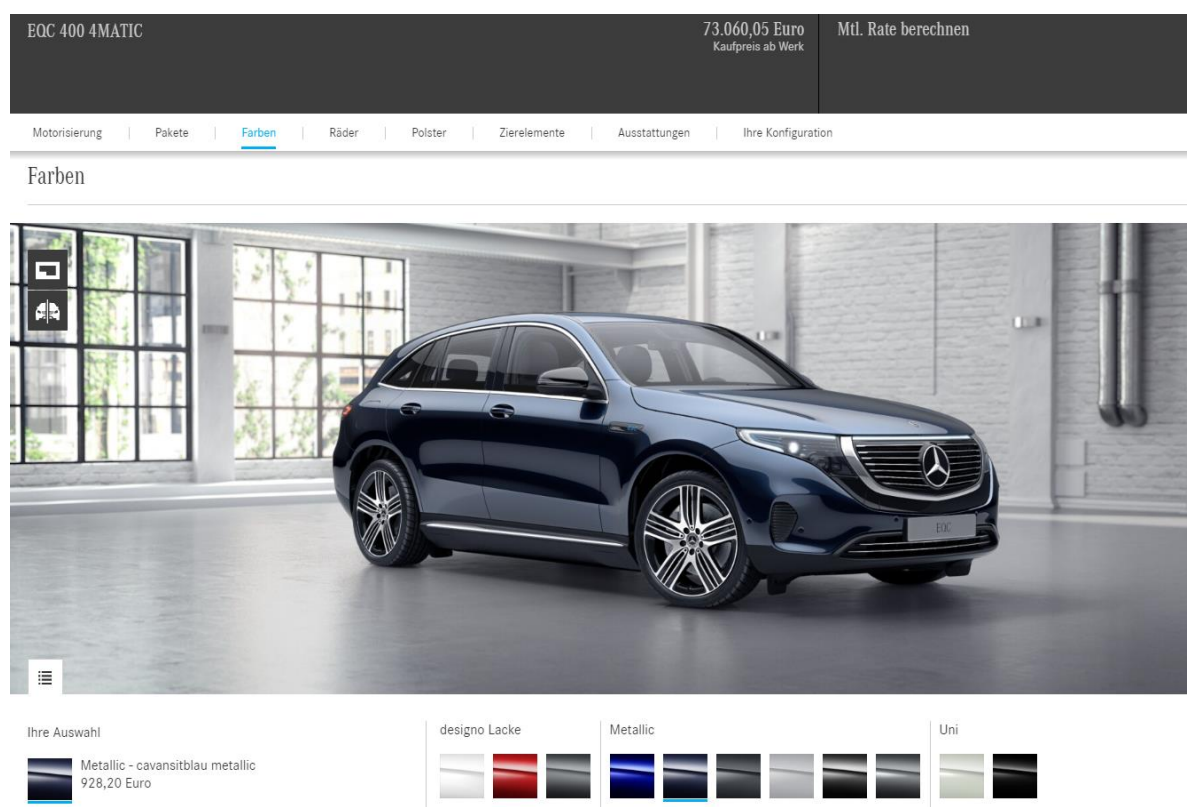 EQC 400 4MATIC
73.060,05 Euro
Kaufpreis ab Werk
Mtl. Rate berechnen
Motorisierung | Pakete | Farben | Räder | Polster | Zierelemente | Ausstattungen | Ihre Konfiguration
Farben
EQC
Ihre Auswahl
Metallic - cavansitblau metallic
928,20 Euro
designo Lacke
Metallic
Uni